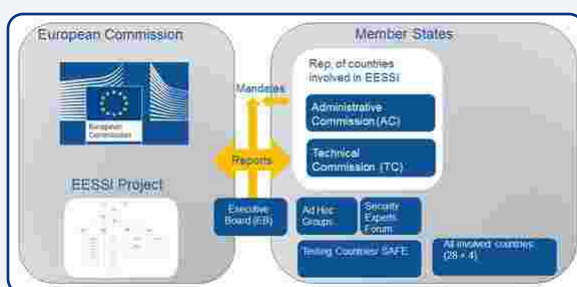 European Commission
European
Commission
EESSI Project
Mandates
Reports
Executive
Board (EB)
Member States
Rep. of countries
involved in EESSI
Administrative
Commission (AC)
Technical
Commission (TC)
Ad Hoc
Groups
Security
Experts
Forum
Testing Countries/ SAFE
All involved countries
(28 + 4)